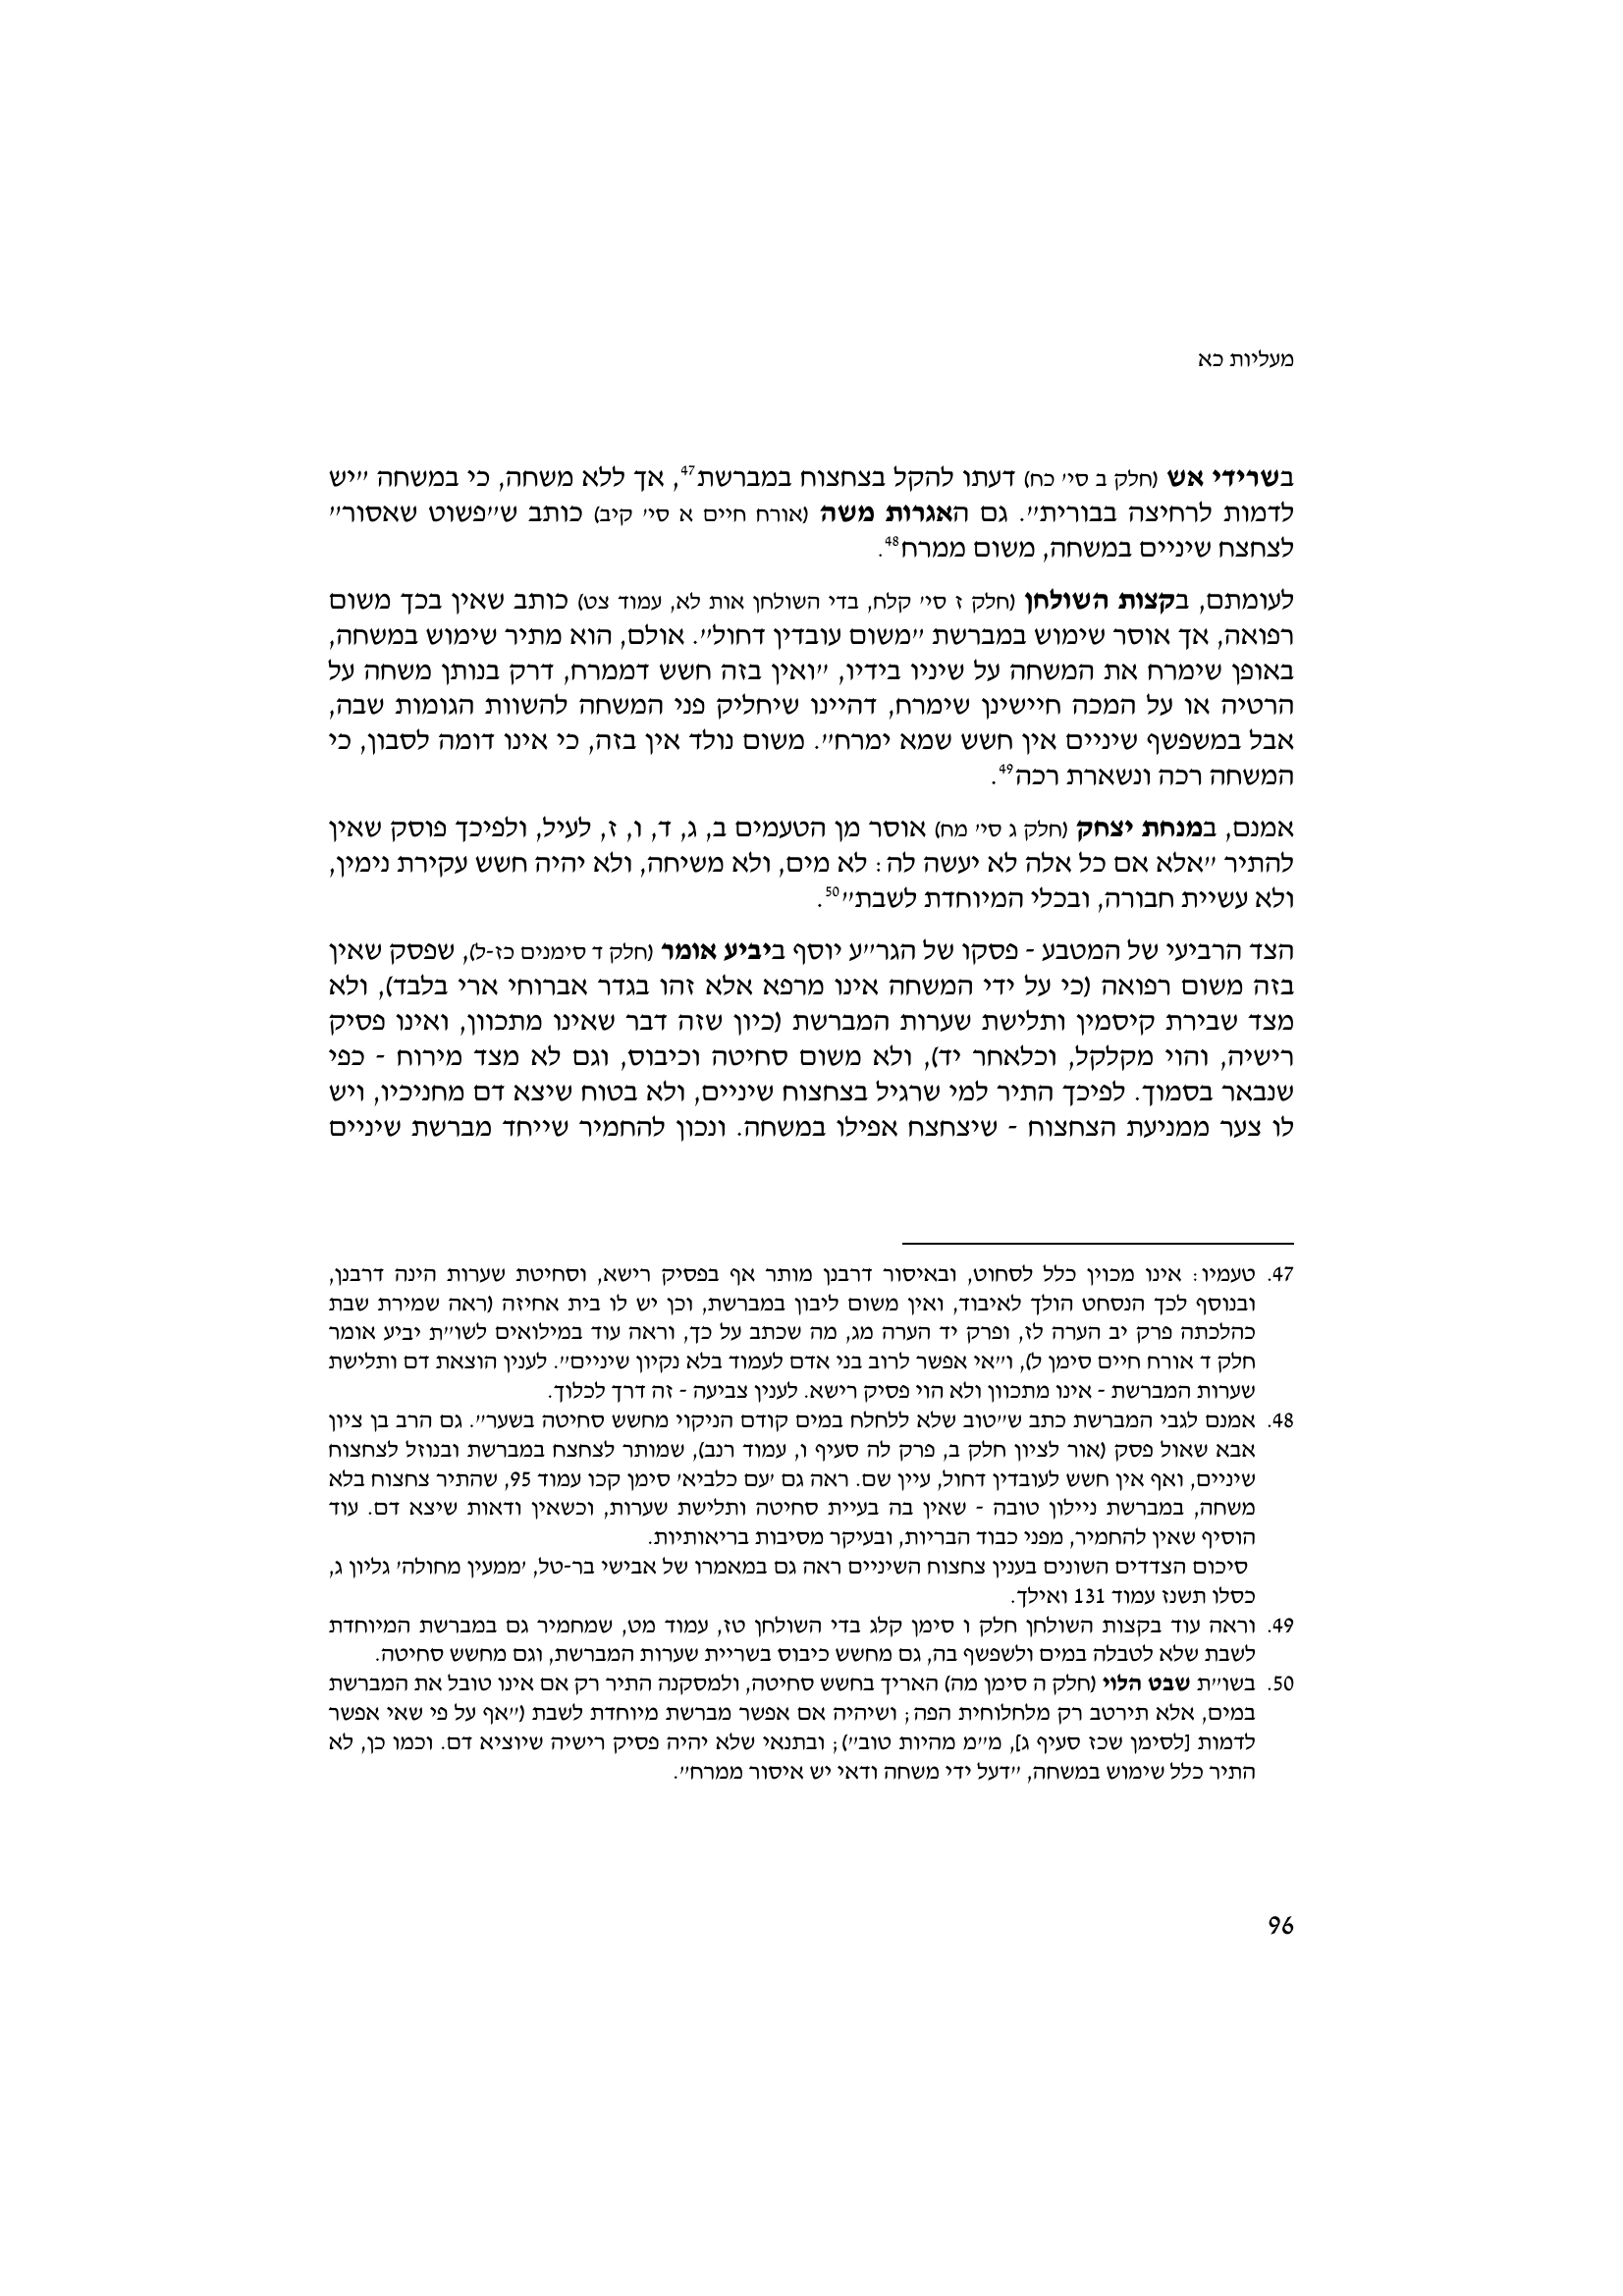 מעליות כא
בשרידי אש (חלק ב סי' כח) דעתו להקל בצחצוח במברשת47, אך ללא משחה, כי במשחה "יש
לדמות לרחיצה בבורית". גם האגרות משה (אורח חיים א סי' קיב) כותב ש"פשוט שאסור"
לצחצח שיניים במשחה, משום ממרח48.
לעומתם, בקצות השולחן (חלק ז סי' קלח, בדי השולחן אות לא, עמוד צט) כותב שאין בכך משום
רפואה, אך אוסר שימוש במברשת "משום עובדין דחול". אולם, הוא מתיר שימוש במשחה,
באופן שימרח את המשחה על שיניו בידיו, "ואין בזה חשש דממרח, דרק בנותן משחה על
הרטיה או על המכה חיישינן שימרח, דהיינו שיחליק פני המשחה להשוות הגומות שבה,
אבל במשפשף שיניים אין חשש שמא ימרח". משום נולד אין בזה, כי אינו דומה לסבון, כי
המשחה רכה ונשארת רכה49.
אמנם, במנחת יצחק (חלק ג סי' מח) אוסר מן הטעמים ב, ג, ד, ו, ז, לעיל, ולפיכך פוסק שאין
להתיר "אלא אם כל אלה לא יעשה לה: לא מים, ולא משיחה, ולא יהיה חשש עקירת נימין,
ולא עשיית חבורה, ובכלי המיוחדת לשבת"50.
הצד הרביעי של המטבע - פסקו של הגר"ע יוסף ביביע אומר (חלק ד סימנים כז-ל), שפסק שאין
בזה משום רפואה (כי על ידי המשחה אינו מרפא אלא זהו בגדר אברוחי ארי בלבד), ולא
מצד שבירת קיסמין ותלישת שערות המברשת (כיון שזה דבר שאינו מתכוון, ואינו פסיק
רישיה, והוי מקלקל, וכלאחר יד), ולא משום סחיטה וכיבוס, וגם לא מצד מירוח - כפי
שנבאר בסמוך. לפיכך התיר למי שרגיל בצחצוח שיניים, ולא בטוח שיצא דם מחניכיו, ויש
לו צער ממניעת הצחצוח - שיצחצח אפילו במשחה. ונכון להחמיר שייחד מברשת שיניים
47. טעמיו: אינו מכוין כלל לסחוט, ובאיסור דרבנן מותר אף בפסיק רישא, וסחיטת שערות הינה דרבנן,
ובנוסף לכך הנסחט הולך לאיבוד, ואין משום ליבון במברשת, וכן יש לו בית אחיזה (ראה שמירת שבת
כהלכתה פרק יב הערה לז, ופרק יד הערה מג, מה שכתב על כך, וראה עוד במילואים לשו"ת יביע אומר
חלק ד אורח חיים סימן ל), ו"אי אפשר לרוב בני אדם לעמוד בלא נקיון שיניים". לענין הוצאת דם ותלישת
שערות המברשת - אינו מתכוון ולא הוי פסיק רישא. לענין צביעה - זה דרך לכלוך.
48. אמנם לגבי המברשת כתב ש"טוב שלא ללחלח במים קודם הניקוי מחשש סחיטה בשער". גם הרב בן ציון
אבא שאול פסק (אור לציון חלק ב, פרק לה סעיף ו, עמוד רנב), שמותר לצחצח במברשת ובנוזל לצחצוח
שיניים, ואף אין חשש לעובדין דחול, עיין שם. ראה גם 'עם כלביא' סימן קכו עמוד 95, שהתיר צחצוח בלא
משחה, במברשת ניילון טובה - שאין בה בעיית סחיטה ותלישת שערות, וכשאין ודאות שיצא דם. עוד
הוסיף שאין להחמיר, מפני כבוד הבריות, ובעיקר מסיבות בריאותיות.
סיכום הצדדים השונים בענין צחצוח השיניים ראה גם במאמרו של אבישי בר-טל, 'ממעין מחולה' גליון ג,
כסלו תשנז עמוד 131 ואילך.
49. וראה עוד בקצות השולחן חלק ו סימן קלג בדי השולחן טז, עמוד מט, שמחמיר גם במברשת המיוחדת
לשבת שלא לטבלה במים ולשפשף בה, גם מחשש כיבוס בשריית שערות המברשת, וגם מחשש סחיטה.
50. בשו"ת שבט הלוי (חלק ה סימן מה) האריך בחשש סחיטה, ולמסקנה התיר רק אם אינו טובל את המברשת
במים, אלא תירטב רק מלחלוחית הפה; ושיהיה אם אפשר מברשת מיוחדת לשבת ("אף על פי שאי אפשר
לדמות [לסימן שכז סעיף ג], מ"מ מהיות טוב"); ובתנאי שלא יהיה פסיק רישיה שיוציא דם. וכמו כן, לא
התיר כלל שימוש במשחה, "דעל ידי משחה ודאי יש איסור ממרח".
96